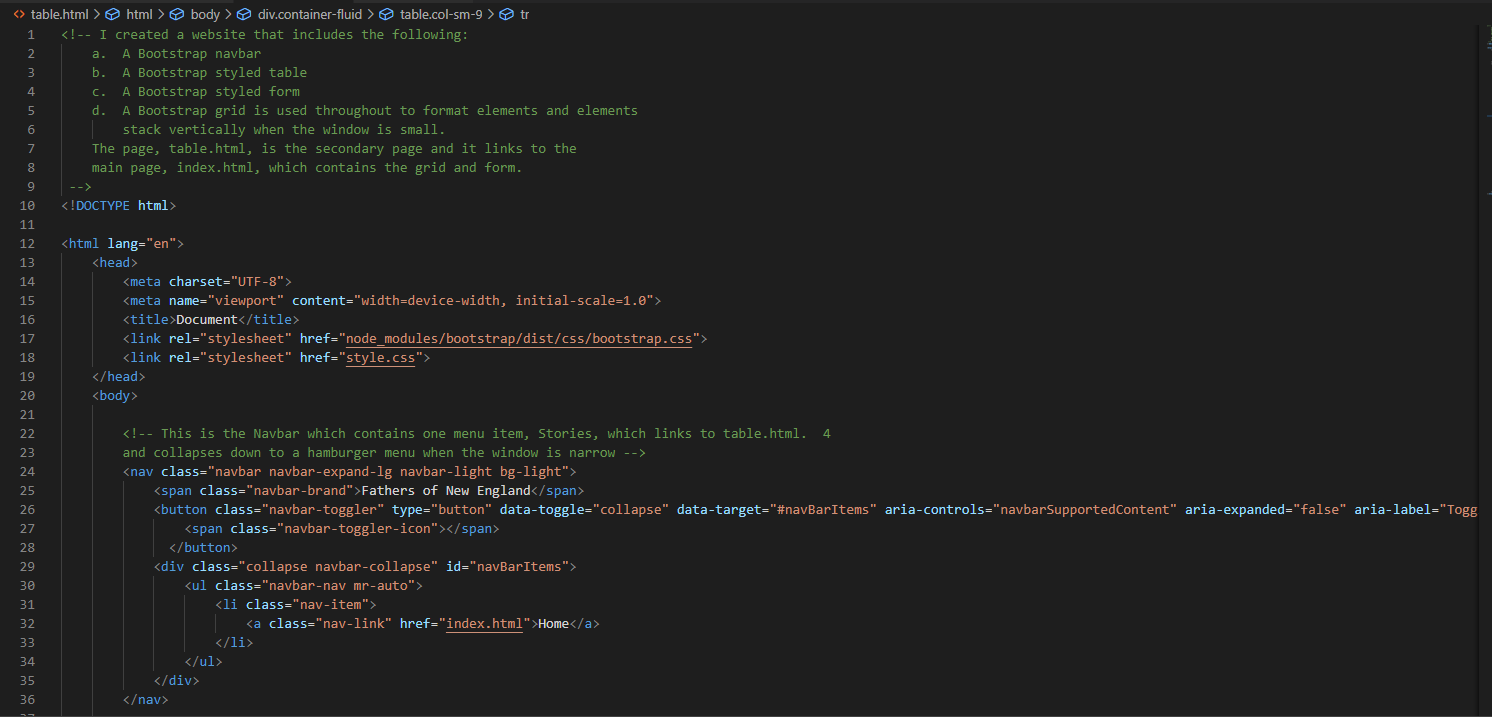 table.html > html > body > div.container-fluid > table.col-sm-9 > tr
1 <!-- I created a website that includes the following:
2 a. A Bootstrap navbar
3 b. A Bootstrap styled table
4 c. A Bootstrap styled form
5 d. A Bootstrap grid is used throughout to format elements and elements
6 stack vertically when the window is small.
7 The page, table.html, is the secondary page and it links to the
8 main page, index.html, which contains the grid and form.
9 -->
10 <!DOCTYPE html>
11
12 <html lang="en">
13 <head>
14 <meta charset="UTF-8">
15 <meta name="viewport" content="width=device-width, initial-scale=1.0">
16 <title>Document</title>
17 <link rel="stylesheet" href="node_modules/bootstrap/dist/css/bootstrap.css">
18 <link rel="stylesheet" href="style.css">
19 </head>
20 <body>
21
22 <!-- This is the Navbar which contains one menu item, Stories, which links to table.html. 4
23 and collapses down to a hamburger menu when the window is narrow -->
24 <nav class="navbar navbar-expand-lg navbar-light bg-light">
25 <span class="navbar-brand">Fathers of New England</span>
26 <button class="navbar-toggler" type="button" data-toggle="collapse" data-target="#navBarItems" aria-controls="navbarSupportedContent" aria-expanded="false" aria-label="Togg
27 <span class="navbar-toggler-icon"></span>
28 </button>
29 <div class="collapse navbar-collapse" id="navBarItems">
30 <ul class="navbar-nav mr-auto">
31 <li class="nav-item">
32 <a class="nav-link" href="index.html">Home</a>
33 </li>
34 </ul>
35 </div>
36 </nav>